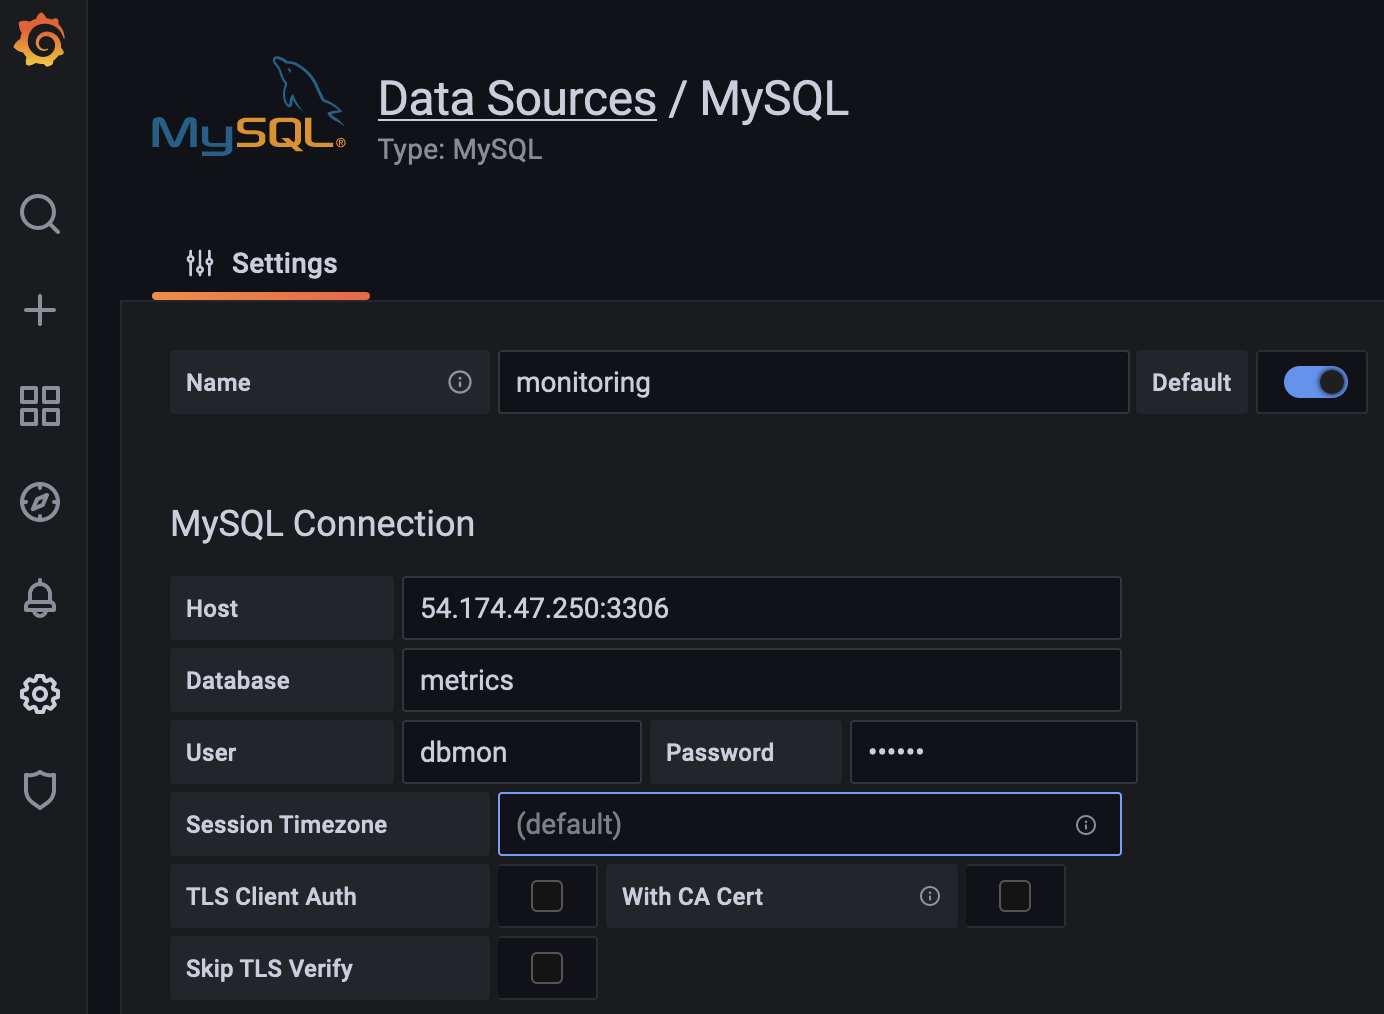 MySQL®
Data Sources / MySQL
Type: MySQL
Settings
Name monitoring Default
MySQL Connection
Host 54.174.47.250:3306
Database metrics
User dbmon Password ••••••
Session Timezone (default)
TLS Client Auth With CA Cert
Skip TLS Verify